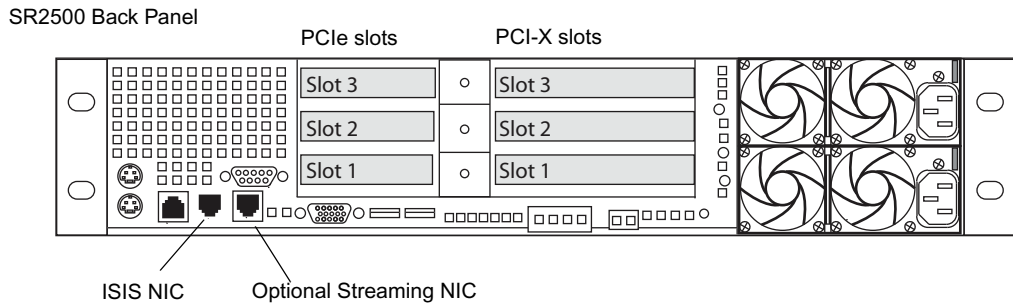 SR2500 Back Panel
PCIe slots
PCI-X slots
Slot 3
Slot 3
Slot 2
Slot 2
Slot 1
Slot 1
ISIS NIC
Optional Streaming NIC